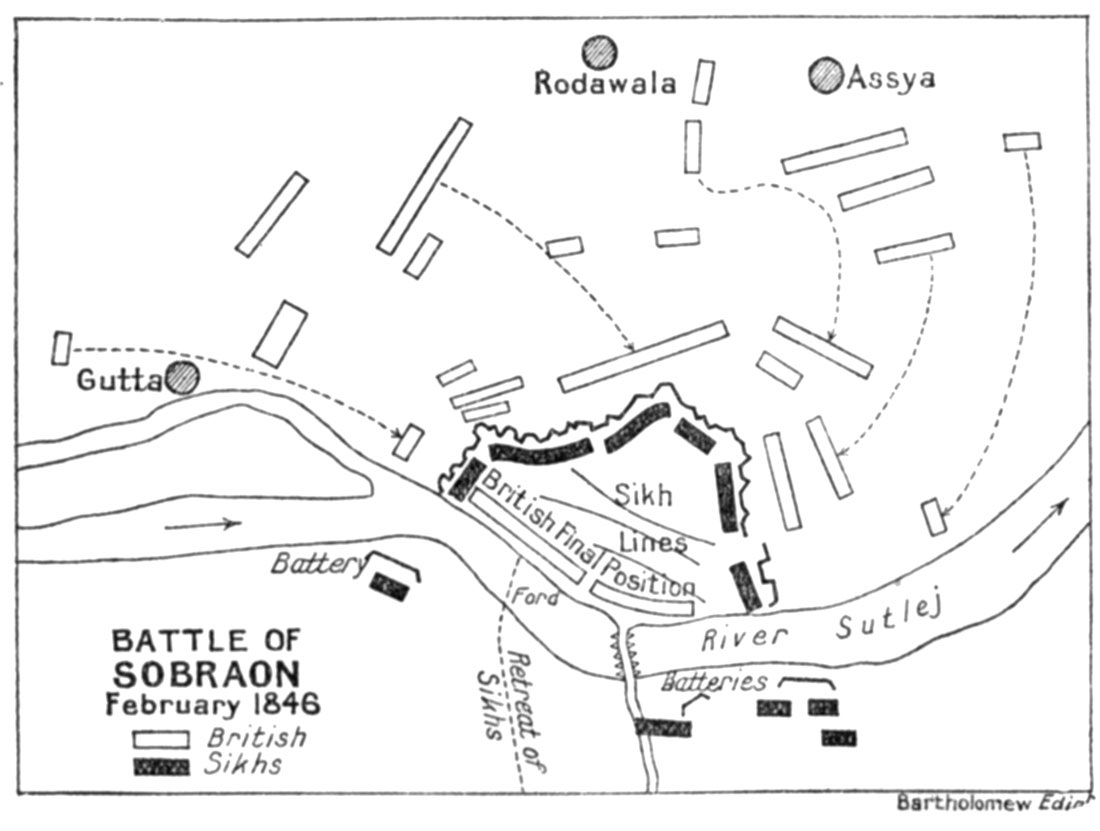 Rodawala
Assya
Gutta
Sikh
Lines
British Final Position
Battery
Ford
River Sutlej
Batteries
Retreat of
Sikhs
BATTLE OF
SOBRAON
February 1846
British
Sikhs
Bartholomew Edinr